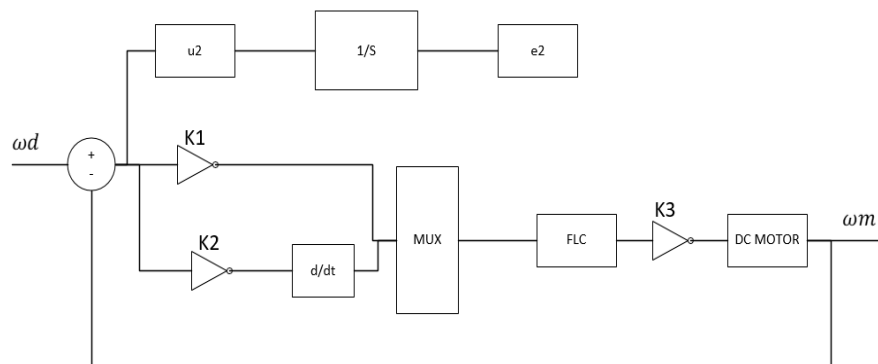 u2
1/S
e2
ωd
+
-
K1
K2
d/dt
MUX
FLC
K3
DC MOTOR
ωm